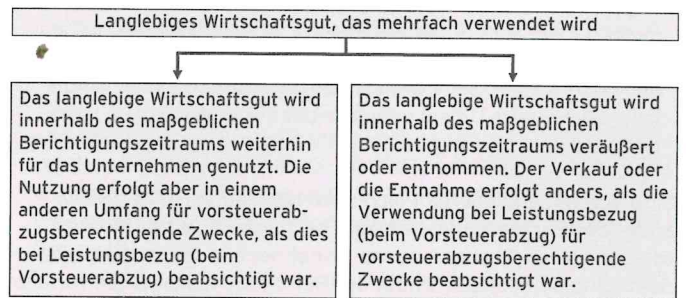 Langlebiges Wirtschaftsgut, das mehrfach verwendet wird
Das langlebige Wirtschaftsgut wird
innerhalb des maßgeblichen
Berichtigungszeitraums weiterhin
für das Unternehmen genutzt. Die
Nutzung erfolgt aber in einem
anderen Umfang für vorsteuerab-
zugsberechtigende Zwecke, als dies
bei Leistungsbezug (beim
Vorsteuerabzug) beabsichtigt war.
Das langlebige Wirtschaftsgut wird
innerhalb des maßgeblichen
Berichtigungszeitraums veräußert
oder entnommen. Der Verkauf oder
die Entnahme erfolgt anders, als die
Verwendung bei Leistungsbezug
(beim Vorsteuerabzug) für
vorsteuerabzugsberechtigende
Zwecke beabsichtigt war.